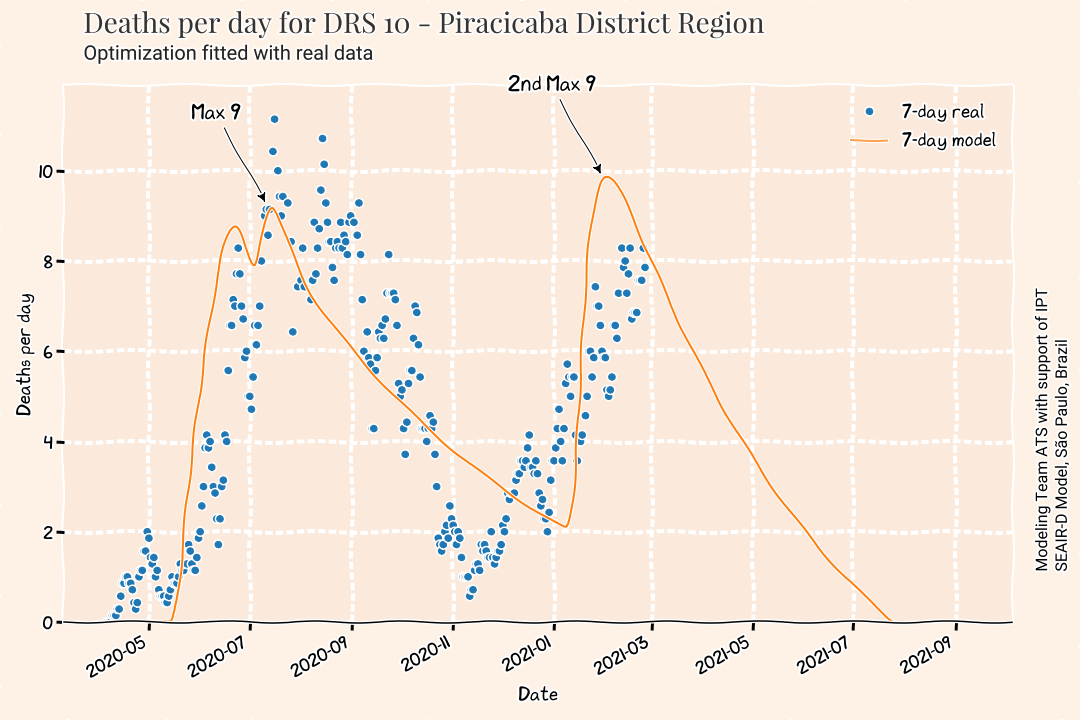 Deaths per day for DRS 10 - Piracicaba District Region
Optimization fitted with real data
2nd Max 9
Max 9
7-day real
7-day model
Deaths per day
10
8
6
4
2
0
2020-05
2020-07
2020-09
2020-11
2021-01
2021-03
2021-05
2021-07
2021-09
Date
Modeling Team ATS with support of IPT
SEAIR-D Model, São Paulo, Brazil